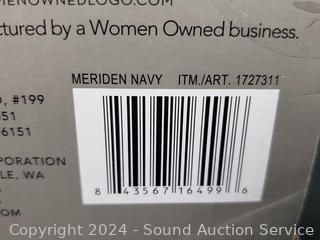 MENOWNEDLOGO.COM
ctured by a Women Owned business.
MERIDEN NAVY ITM./ART. 1727311
, #199
51
6151
PORATION
LE, WA
OM
8 43567 16499 6
Copyright © 2024 - Sound Auction Service